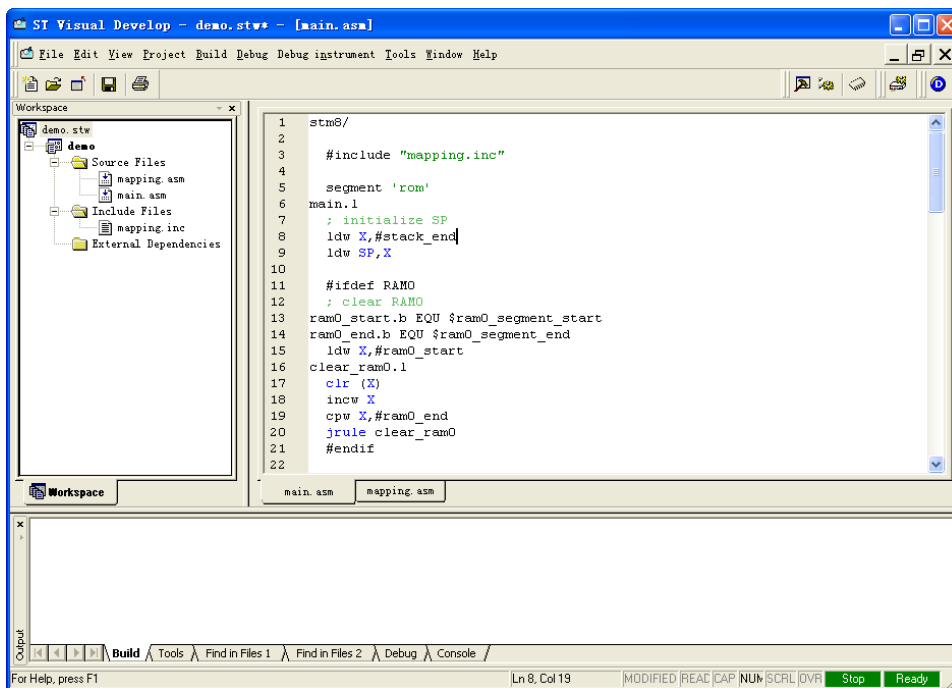 ST Visual Develop - demo.stw* - [main.asm]
File Edit View Project Build Debug Debug instrument Tools Window Help
Workspace
demo.stw
demo
Source Files
mapping.asm
main.asm
Include Files
mapping.inc
External Dependencies
Workspace
1 stm8/
2
3 #include "mapping.inc"
4
5 segment 'rom'
6 main.l
7 ; initialize SP
8 ldw X,#stack_end
9 ldw SP,X
10
11 #ifdef RAM0
12 ; clear RAM0
13 ram0_start.b EQU $ram0_segment_start
14 ram0_end.b EQU $ram0_segment_end
15 ldw X,#ram0_start
16 clear_ram0.l
17 clr (X)
18 incw X
19 cpw X,#ram0_end
20 jrule clear_ram0
21 #endif
22
main.asm mapping.asm
Output
Build Tools Find in Files 1 Find in Files 2 Debug Console
For Help, press F1 Ln 8, Col 19 MODIFIED READ CAP NUM SCRL OVR Stop Ready